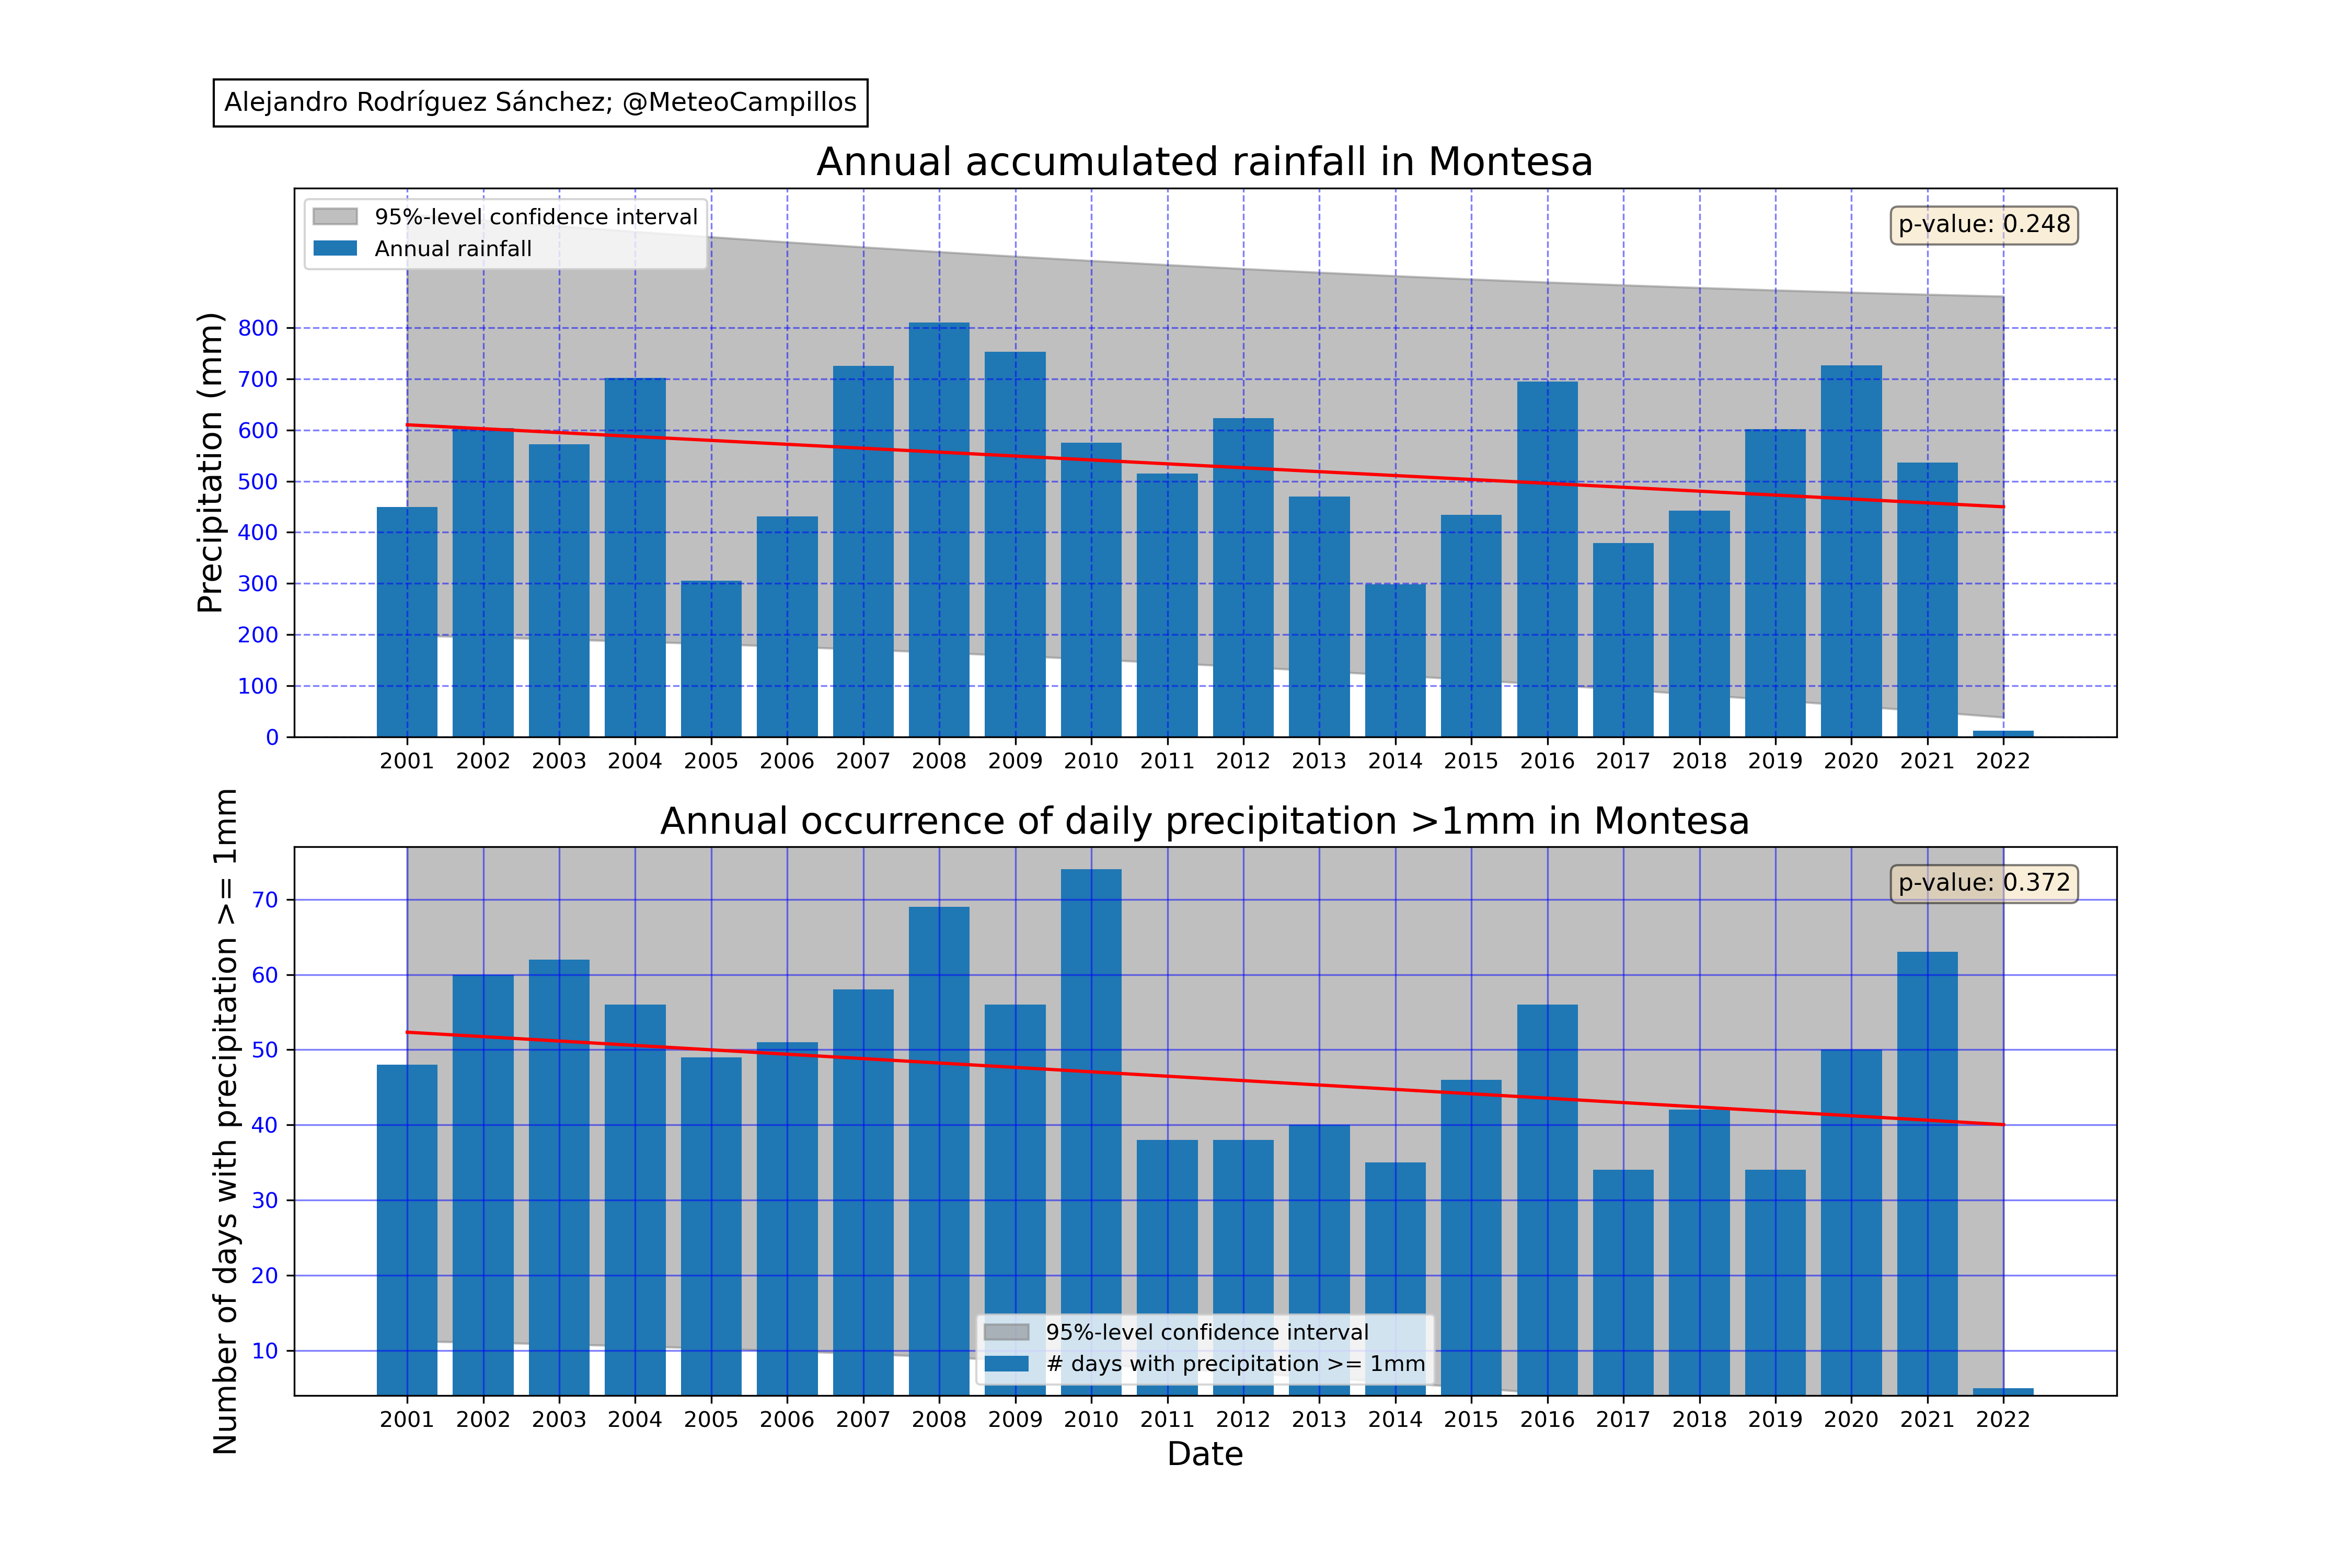 Alejandro Rodríguez Sánchez; @MeteoCampillos
Annual accumulated rainfall in Montesa
95%-level confidence interval
Annual rainfall
p-value: 0.248
Precipitation (mm)
800
700
600
500
400
300
200
100
0
2001 2002 2003 2004 2005 2006 2007 2008 2009 2010 2011 2012 2013 2014 2015 2016 2017 2018 2019 2020 2021 2022
Annual occurrence of daily precipitation >1mm in Montesa
p-value: 0.372
Number of days with precipitation >= 1mm
70
60
50
40
30
20
10
95%-level confidence interval
# days with precipitation >= 1mm
2001 2002 2003 2004 2005 2006 2007 2008 2009 2010 2011 2012 2013 2014 2015 2016 2017 2018 2019 2020 2021 2022
Date